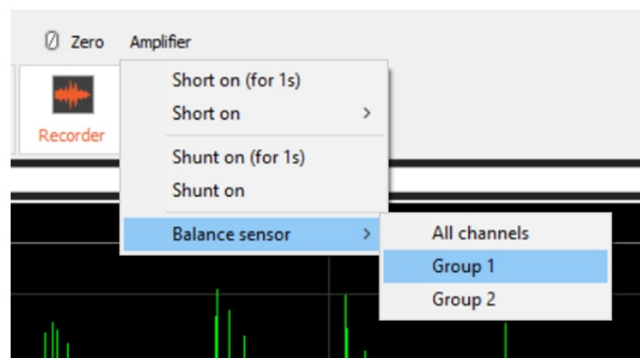 Zero Amplifier
Recorder
Short on (for 1s)
Short on
Shunt on (for 1s)
Shunt on
Balance sensor
All channels
Group 1
Group 2